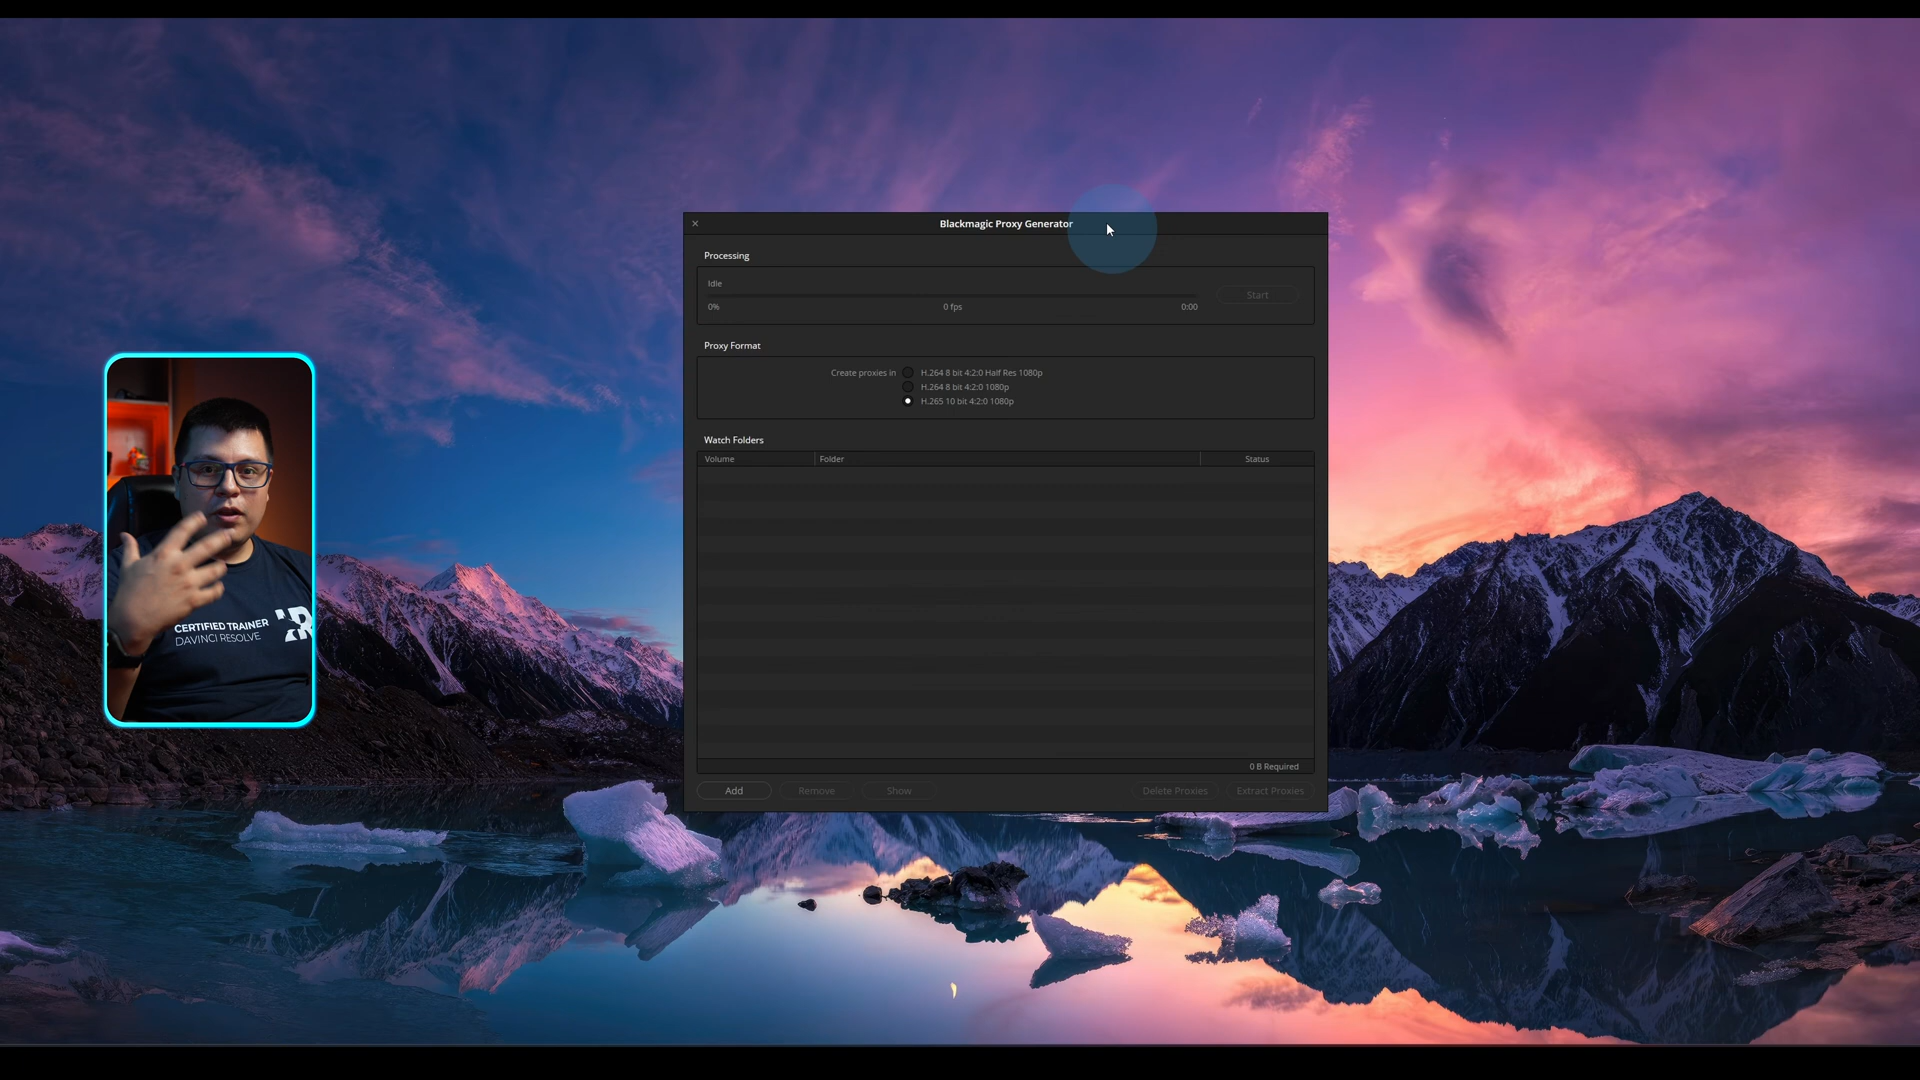 Blackmagic Proxy Generator
Processing
Idle
Start
0% 0 fps 0:00
Proxy Format
Create proxies in H.264 8 bit 4:2:0 Half Res 1080p
H.264 8 bit 4:2:0 1080p
H.265 10 bit 4:2:0 1080p
Watch Folders
Volume Folder Status
0 B Required
Add Remove Show Delete Proxies Extract Proxies
CERTIFIED TRAINER
DAVINCI RESOLVE